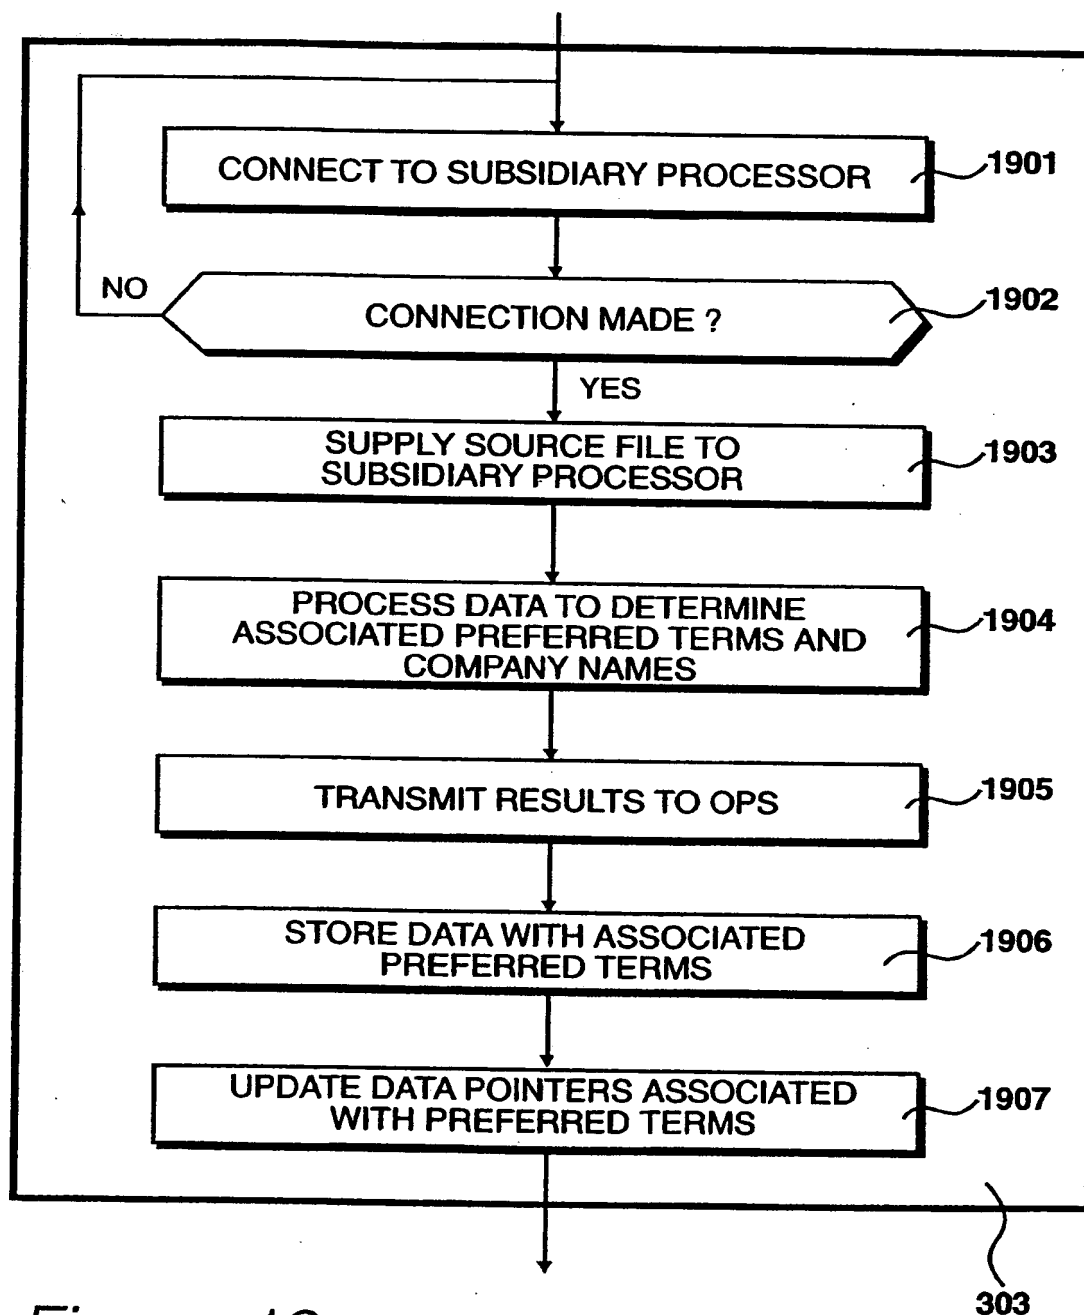 CONNECT TO SUBSIDIARY PROCESSOR
1901
NO
CONNECTION MADE ?
1902
YES
SUPPLY SOURCE FILE TO
SUBSIDIARY PROCESSOR
1903
PROCESS DATA TO DETERMINE
ASSOCIATED PREFERRED TERMS AND
COMPANY NAMES
1904
TRANSMIT RESULTS TO OPS
1905
STORE DATA WITH ASSOCIATED
PREFERRED TERMS
1906
UPDATE DATA POINTERS ASSOCIATED
WITH PREFERRED TERMS
1907
303